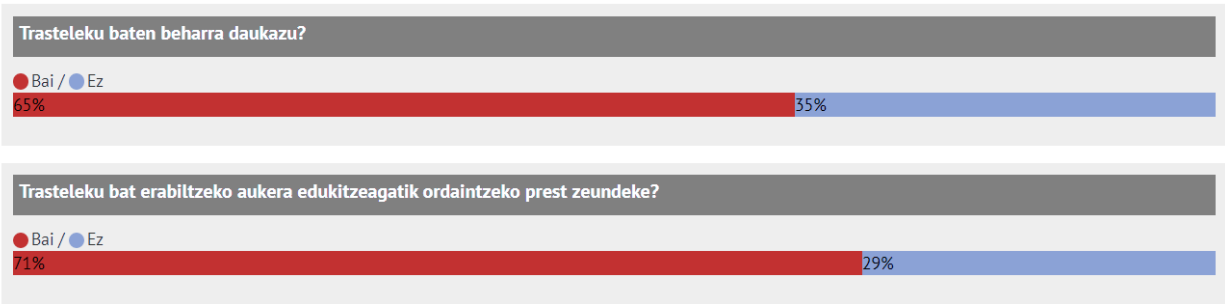 Trasteleku baten beharra daukazu?
Bai / Ez
65% 35%
Trasteleku bat erabiltzeko aukera edukitzeagatik ordaintzeko prest zeundeke?
Bai / Ez
71% 29%